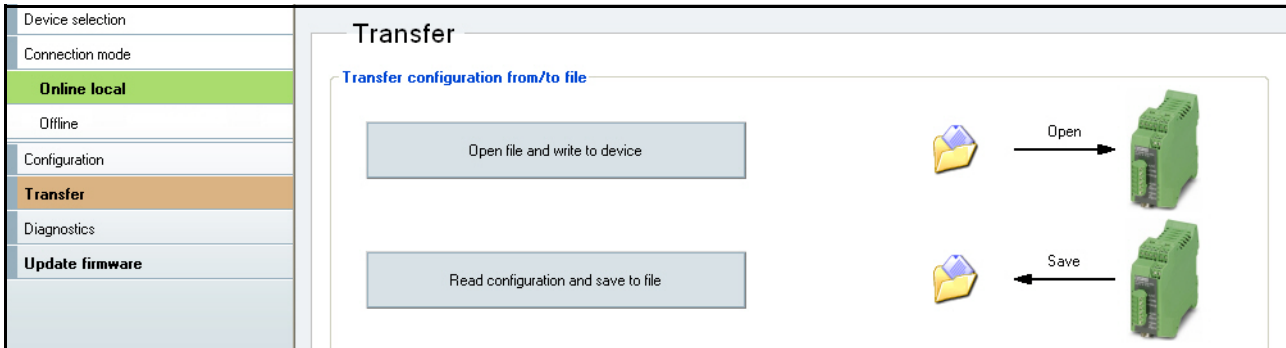 Device selection
Connection mode
Online local
Offline
Configuration
Transfer
Diagnostics
Update firmware
Transfer
Transfer configuration from/to file
Open file and write to device
Open
Read configuration and save to file
Save